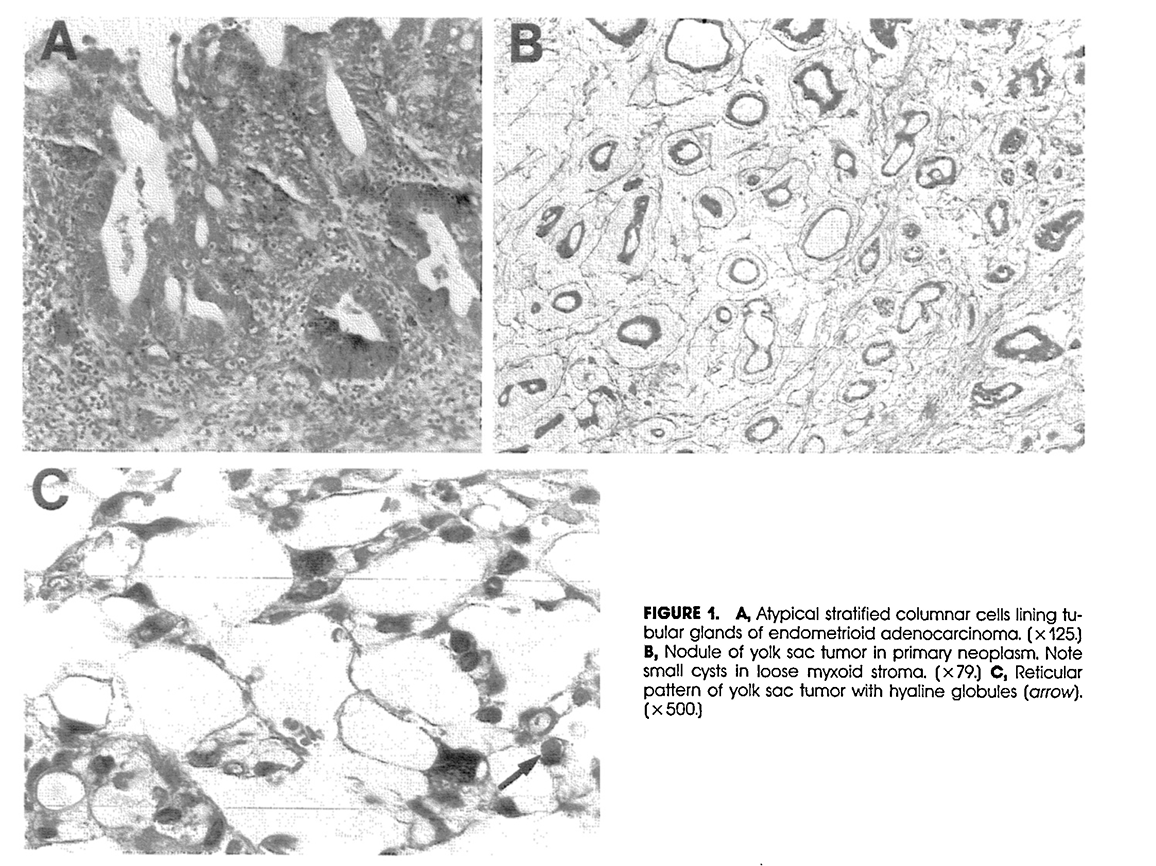 A
B
C
FIGURE 1. A, Atypical stratified columnar cells lining tu-
bular glands of endometrioid adenocarcinoma. (×125.)
B, Nodule of yolk sac tumor in primary neoplasm. Note
small cysts in loose myxoid stroma. (×79.) C, Reticular
pattern of yolk sac tumor with hyaline globules (arrow).
(×500.)